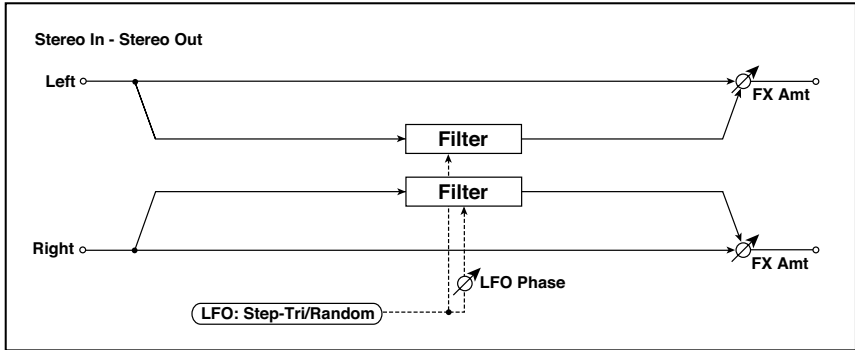 Stereo In - Stereo Out
Left
FX Amt
Filter
Filter
Right
FX Amt
LFO Phase
LFO: Step-Tri/Random